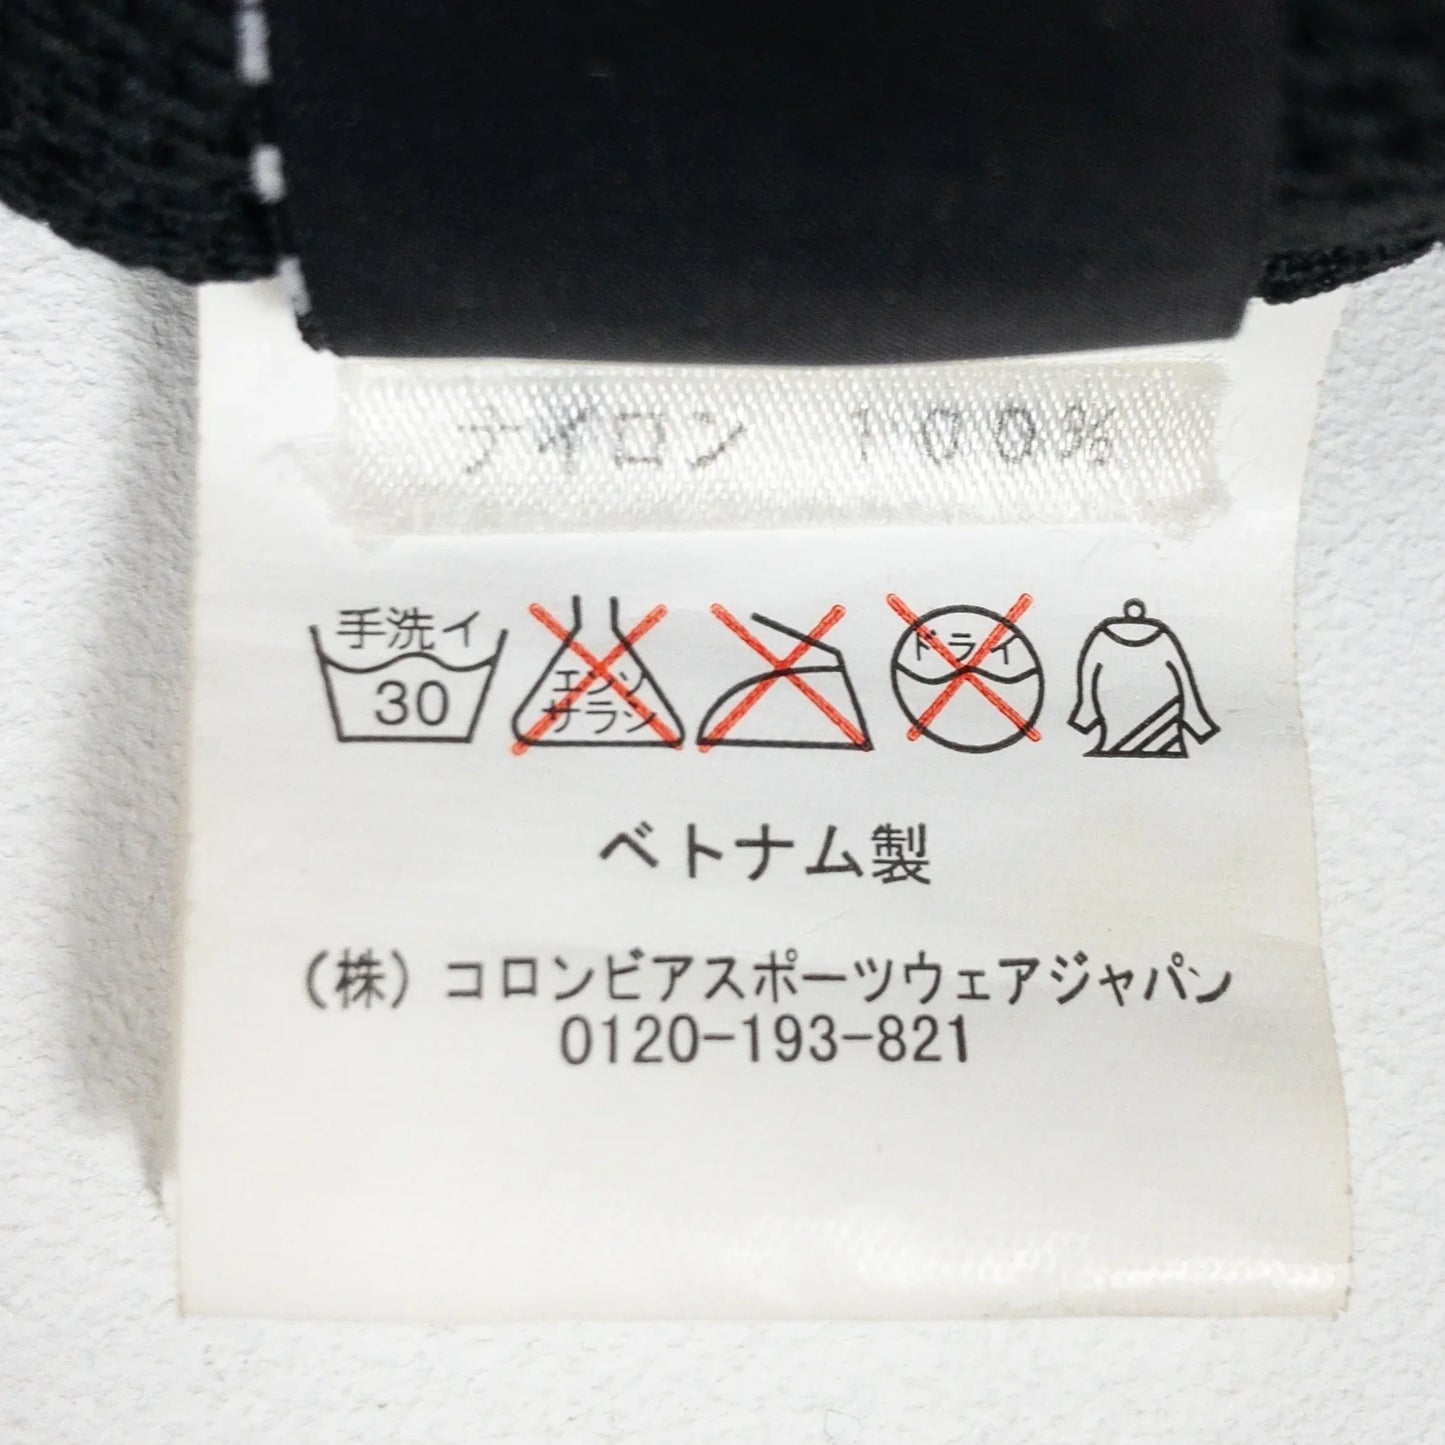 ナイロン 100%
手洗イ
30
エンソ
サラシ
ドライ
ベトナム製
(株)コロンビアスポーツウェアジャパン
0120-193-821